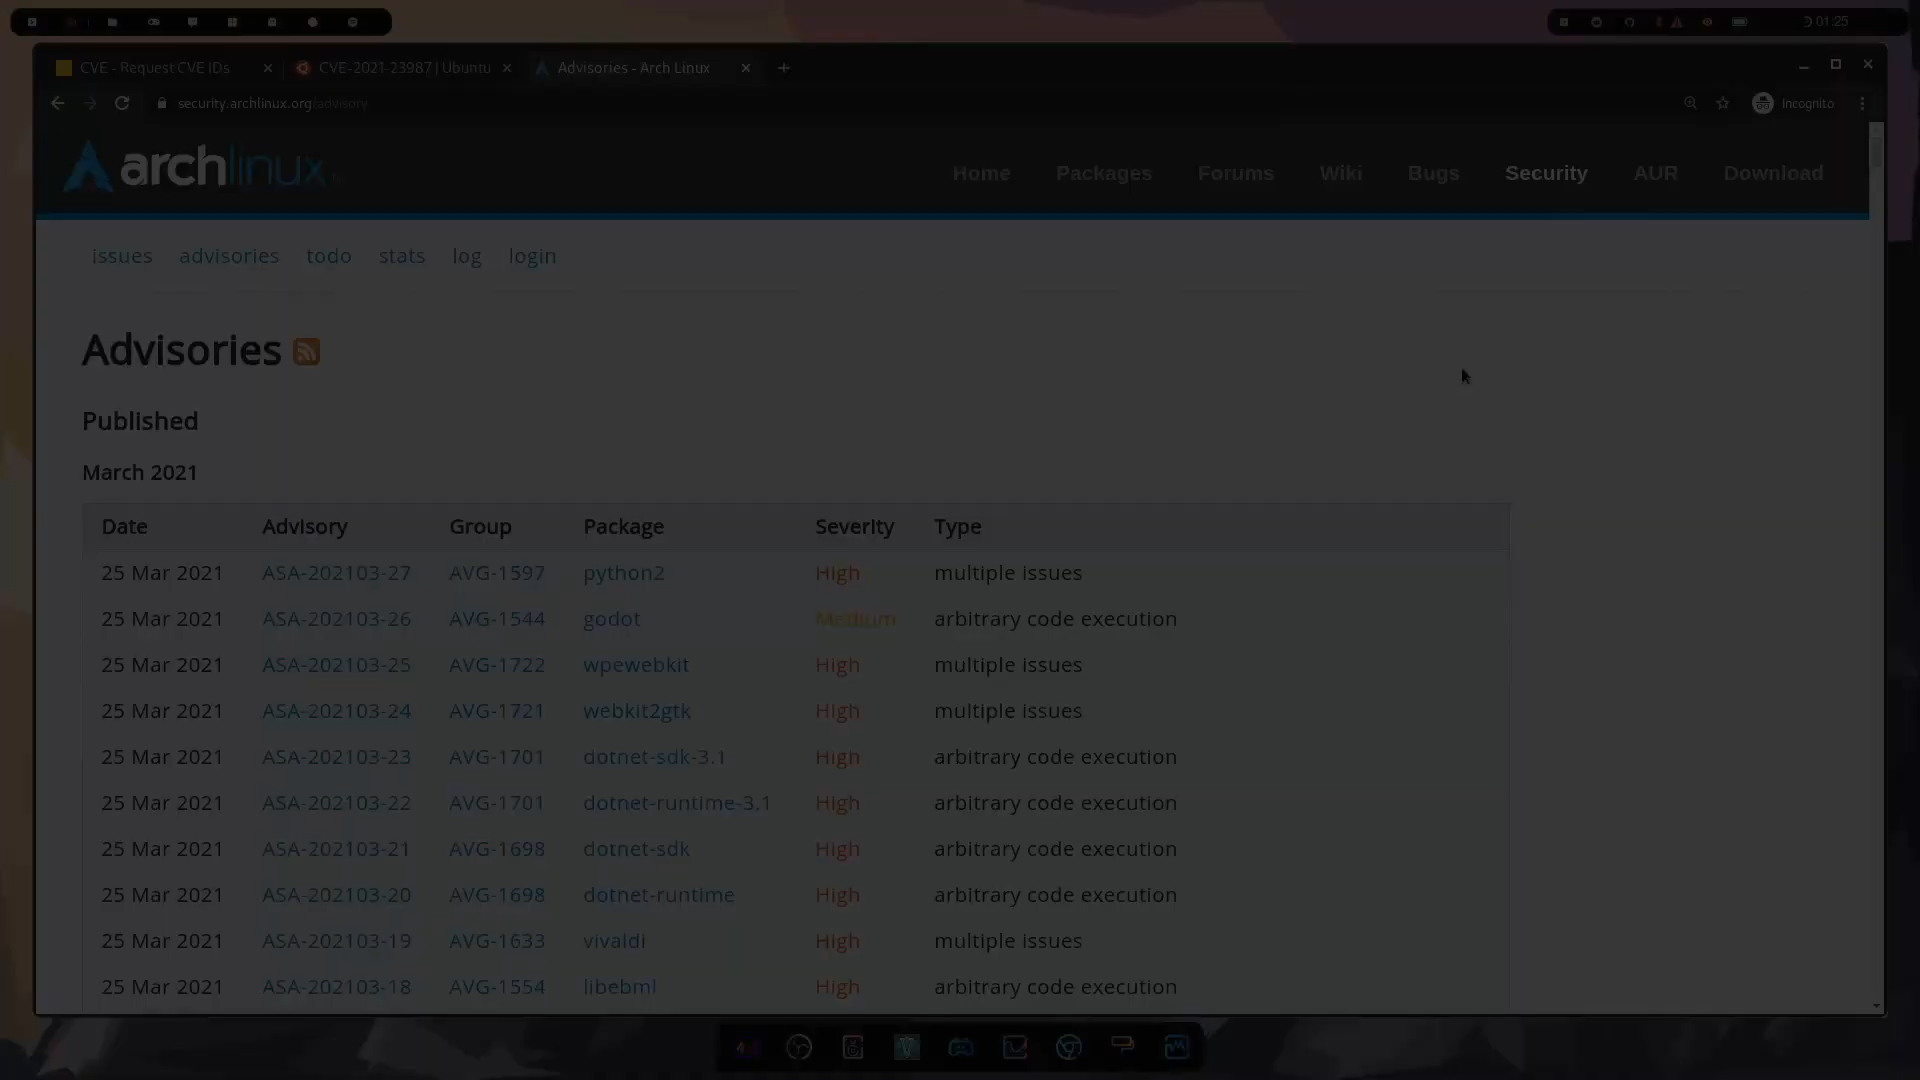 01:25
CVE - Request CVE IDs
CVE-2021-23987 | Ubuntu
Advisories - Arch Linux
security.archlinux.org/advisory
Incognito
archlinux
Home Packages Forums Wiki Bugs Security AUR Download
issues advisories todo stats log login
Advisories
Published
March 2021
Date Advisory Group Package Severity Type
25 Mar 2021 ASA-202103-27 AVG-1597 python2 High multiple issues
25 Mar 2021 ASA-202103-26 AVG-1544 godot Medium arbitrary code execution
25 Mar 2021 ASA-202103-25 AVG-1722 wpewebkit High multiple issues
25 Mar 2021 ASA-202103-24 AVG-1721 webkit2gtk High multiple issues
25 Mar 2021 ASA-202103-23 AVG-1701 dotnet-sdk-3.1 High arbitrary code execution
25 Mar 2021 ASA-202103-22 AVG-1701 dotnet-runtime-3.1 High arbitrary code execution
25 Mar 2021 ASA-202103-21 AVG-1698 dotnet-sdk High arbitrary code execution
25 Mar 2021 ASA-202103-20 AVG-1698 dotnet-runtime High arbitrary code execution
25 Mar 2021 ASA-202103-19 AVG-1633 vivaldi High multiple issues
25 Mar 2021 ASA-202103-18 AVG-1554 libebml High arbitrary code execution